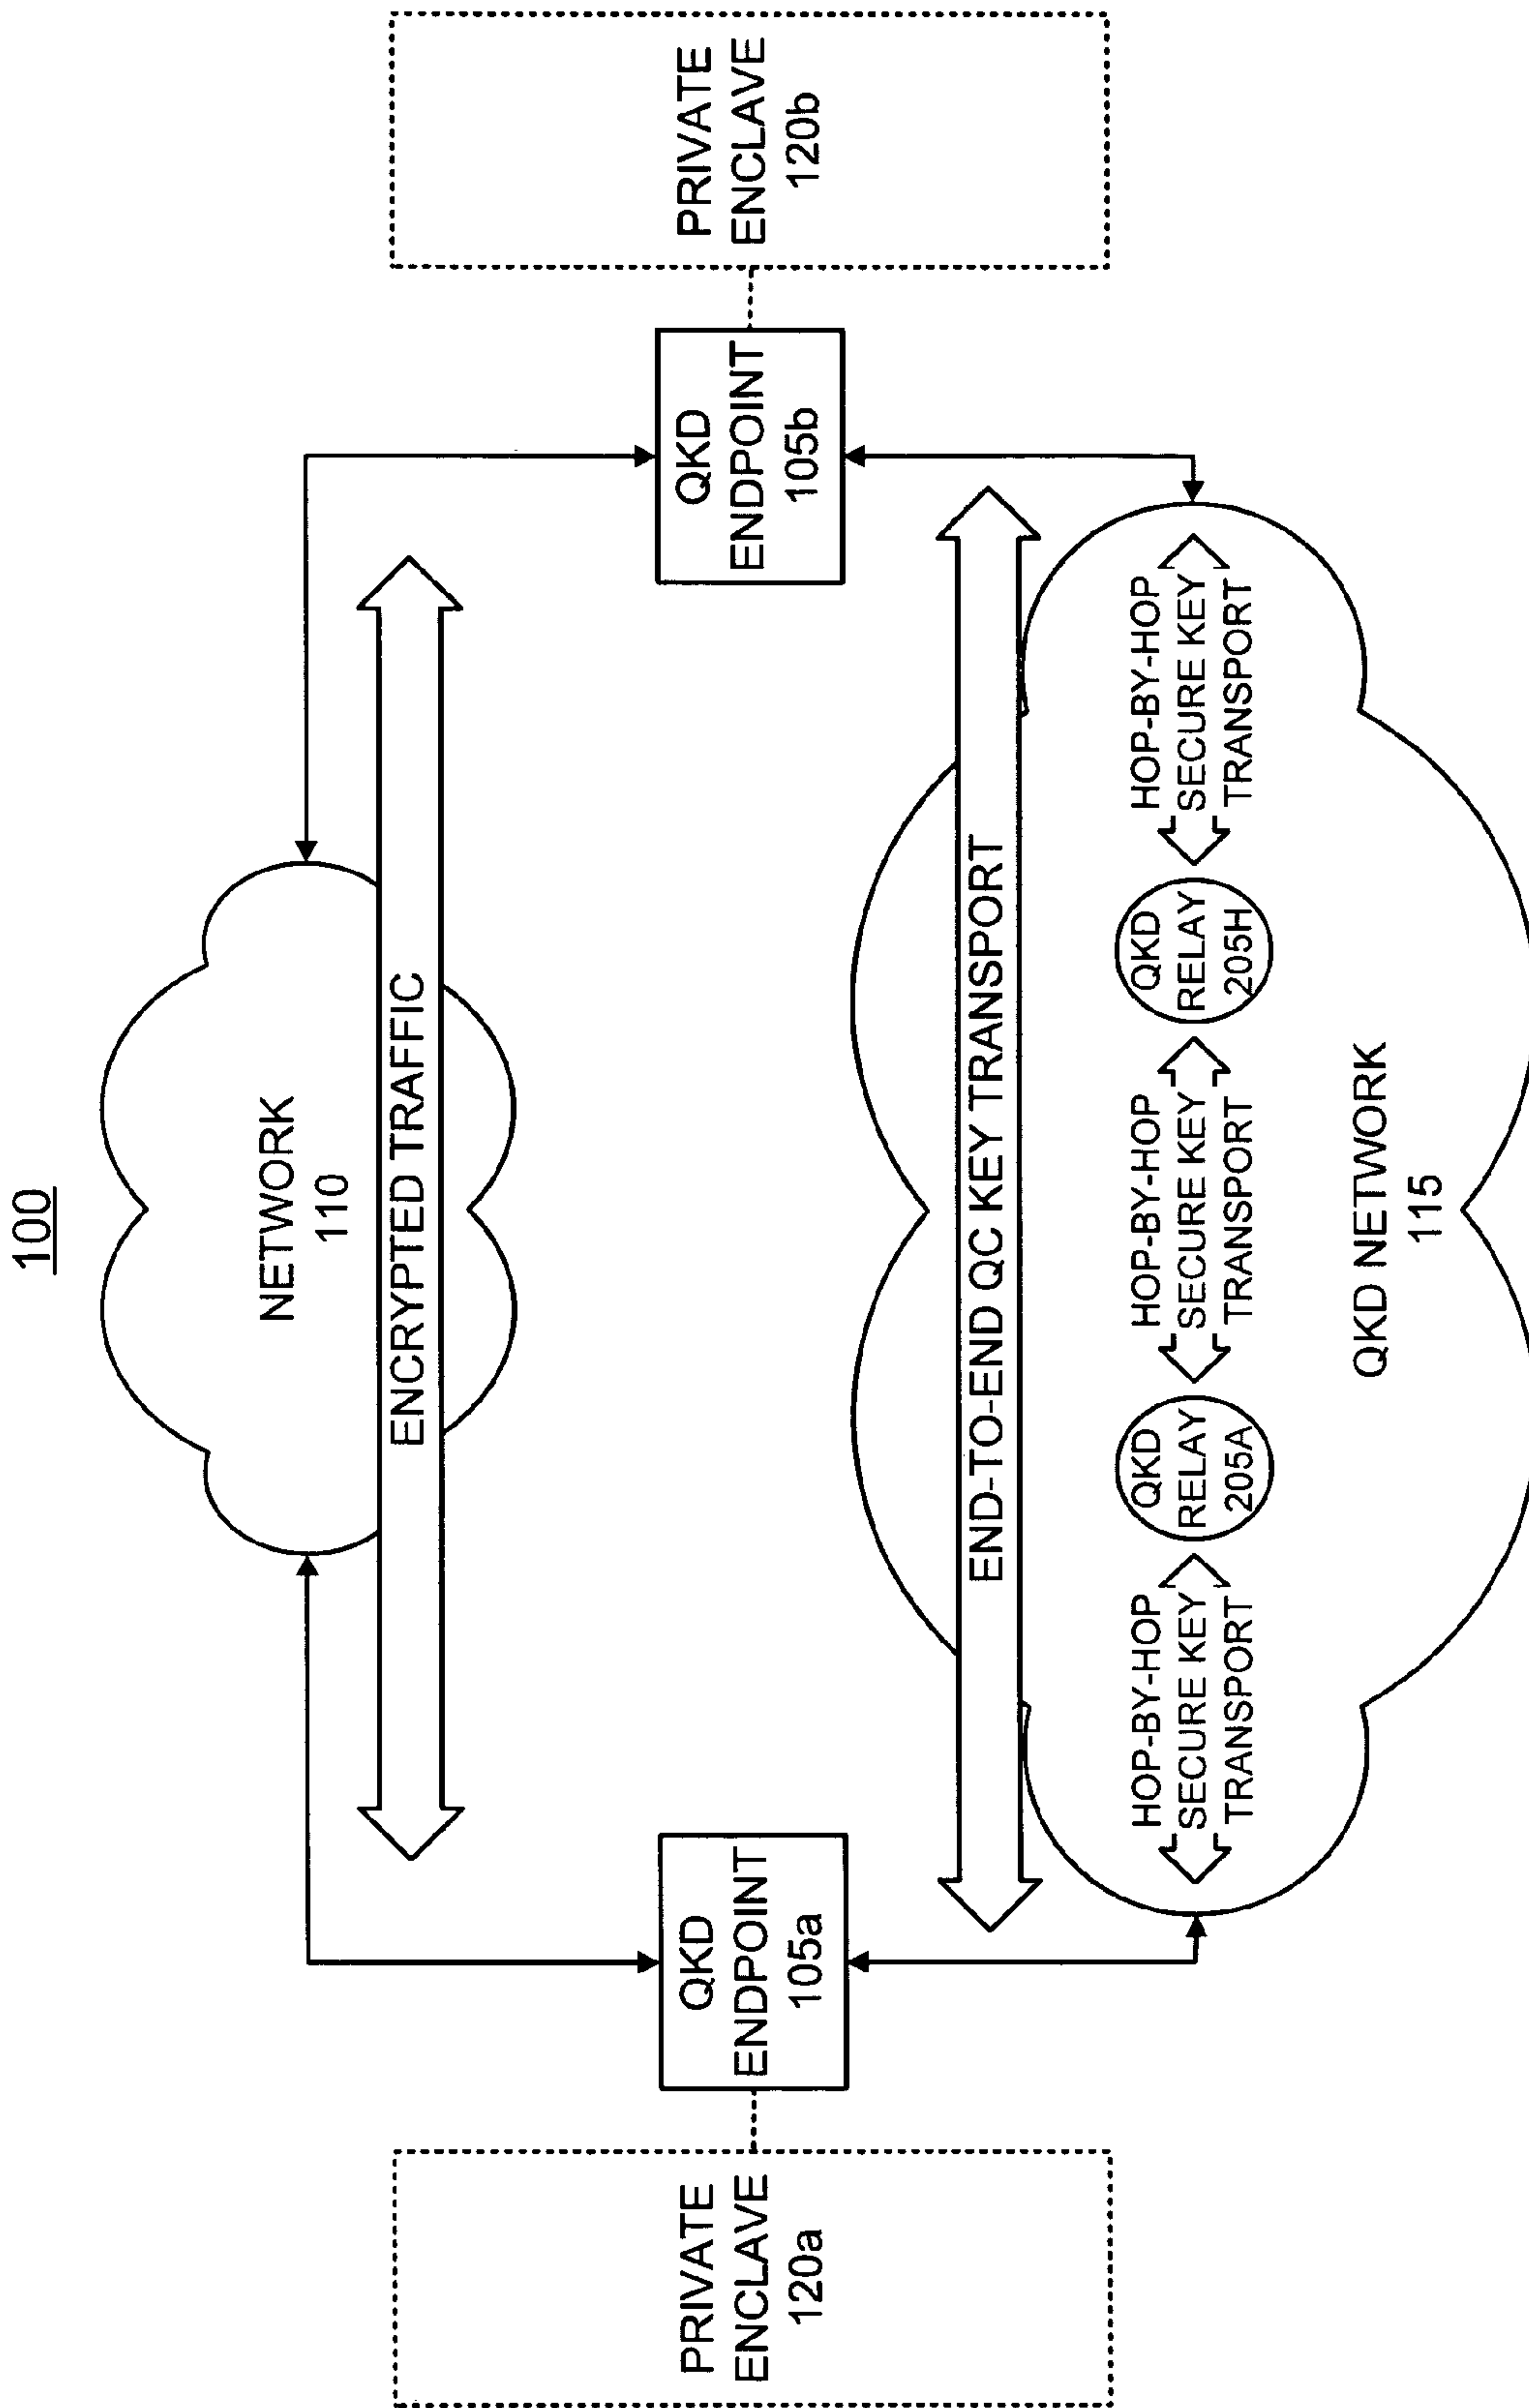 100
NETWORK
110
ENCRYPTED TRAFFIC
PRIVATE
ENCLAVE
120a
QKD
ENDPOINT
105a
QKD
ENDPOINT
105b
PRIVATE
ENCLAVE
120b
END-TO-END QC KEY TRANSPORT
HOP-BY-HOP
SECURE KEY
TRANSPORT
QKD
RELAY
205A
HOP-BY-HOP
SECURE KEY
TRANSPORT
QKD
RELAY
205H
HOP-BY-HOP
SECURE KEY
TRANSPORT
QKD NETWORK
115